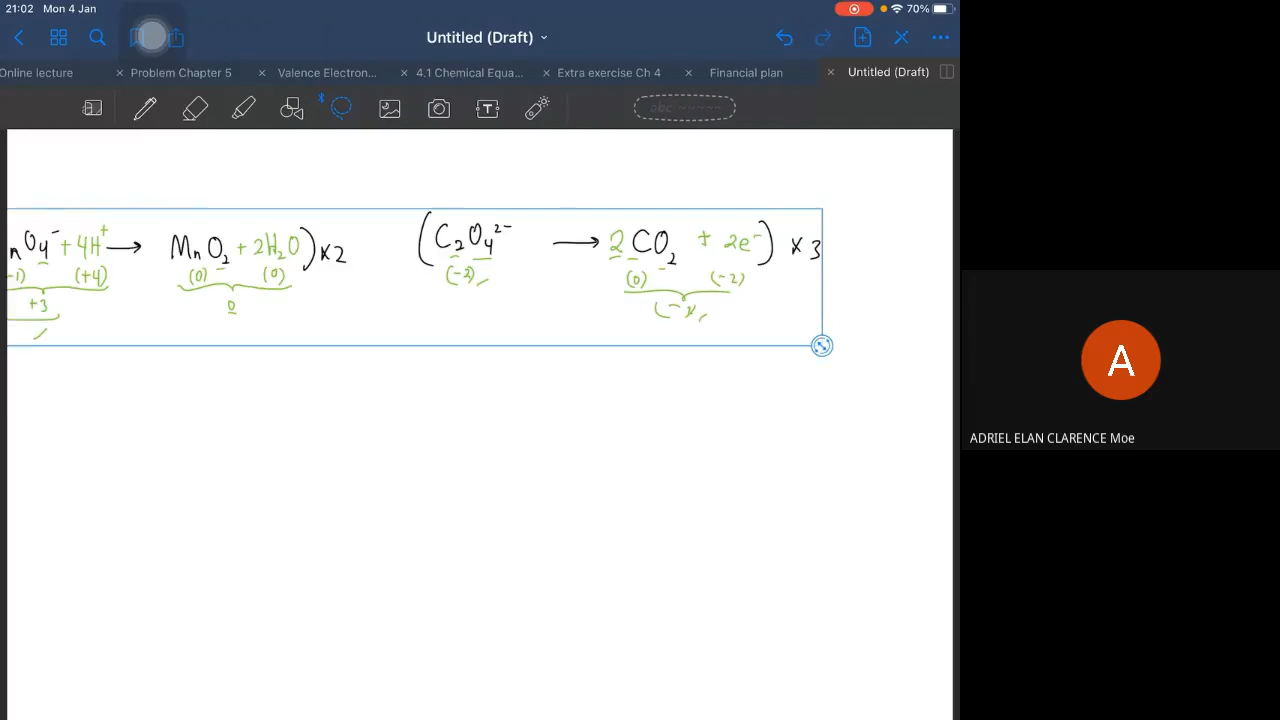 21:02 Mon 4 Jan 70%
Untitled (Draft)
Online lecture Problem Chapter 5 Valence Electron... 4.1 Chemical Equa... Extra exercise Ch 4 Financial plan Untitled (Draft)
abc
nO₄⁻ + 4H⁺ → MnO₂ + 2H₂O) × 2 (C₂O₄²⁻ → 2CO₂ + 2e⁻) × 3
-1) (+4) (0) (0) (-2) (0) (-2)
+3 0
A
ADRIEL ELAN CLARENCE Moe